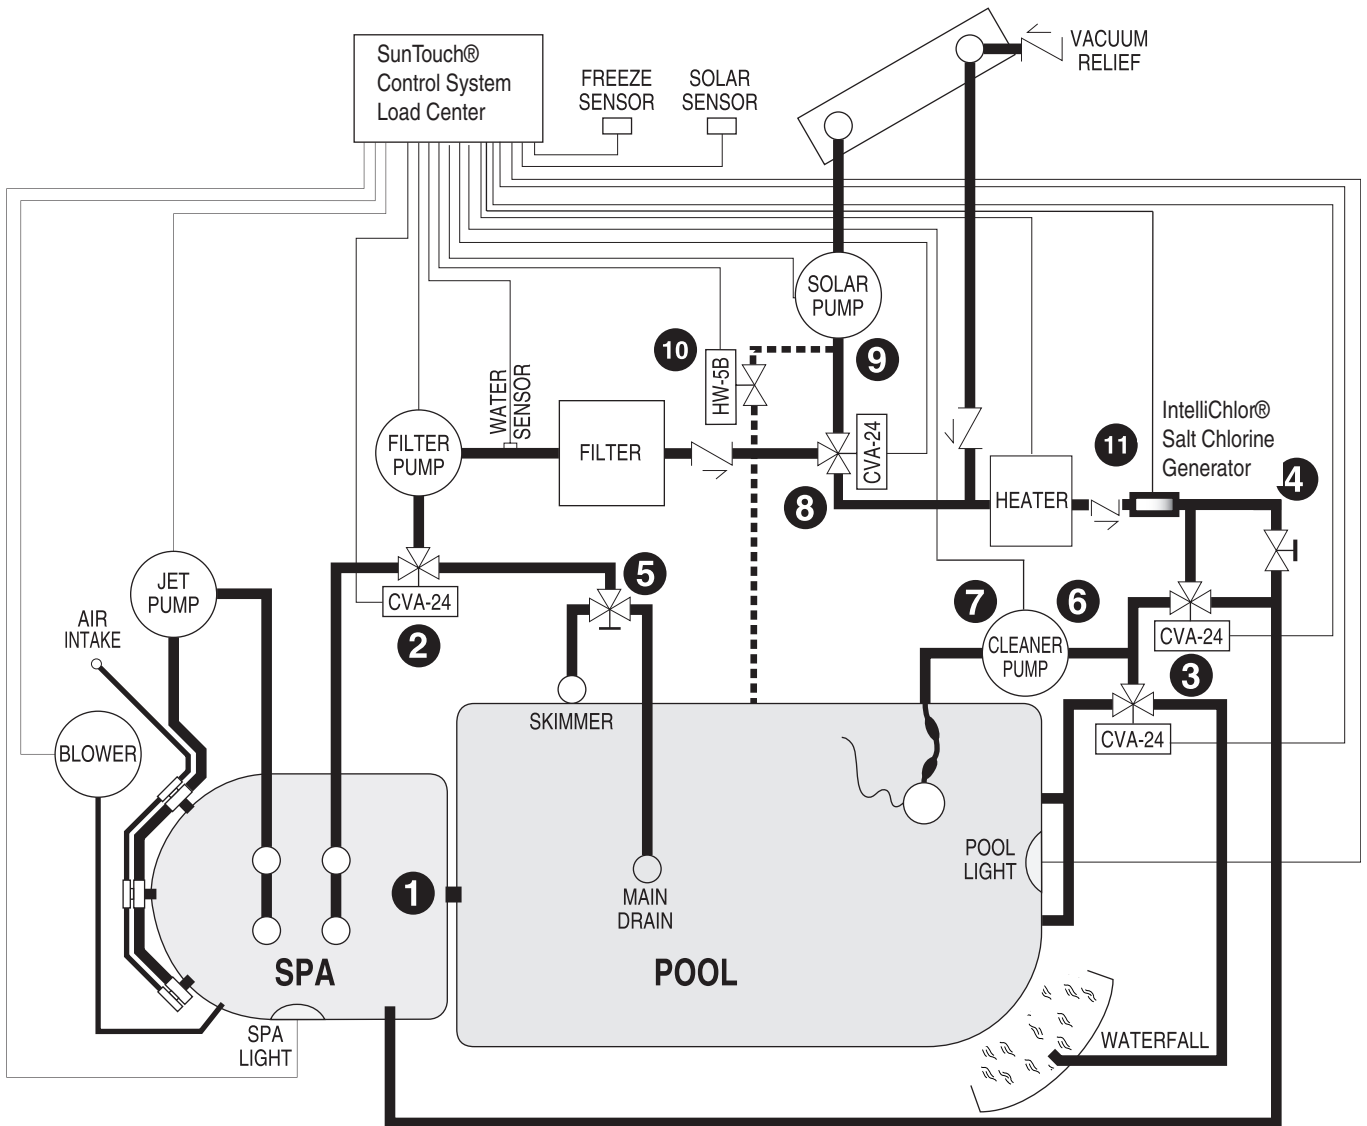 SunTouch®
Control System
Load Center
FREEZE
SENSOR
SOLAR
SENSOR
VACUUM
RELIEF
SOLAR
PUMP
10
HW-5B
9
WATER
SENSOR
FILTER
PUMP
FILTER
CVA-24
8
HEATER
11
IntelliChlor®
Salt Chlorine
Generator
4
JET
PUMP
CVA-24
2
5
7
6
CLEANER
PUMP
CVA-24
3
CVA-24
AIR
INTAKE
BLOWER
SKIMMER
1
MAIN
DRAIN
POOL
LIGHT
SPA
POOL
SPA
LIGHT
WATERFALL